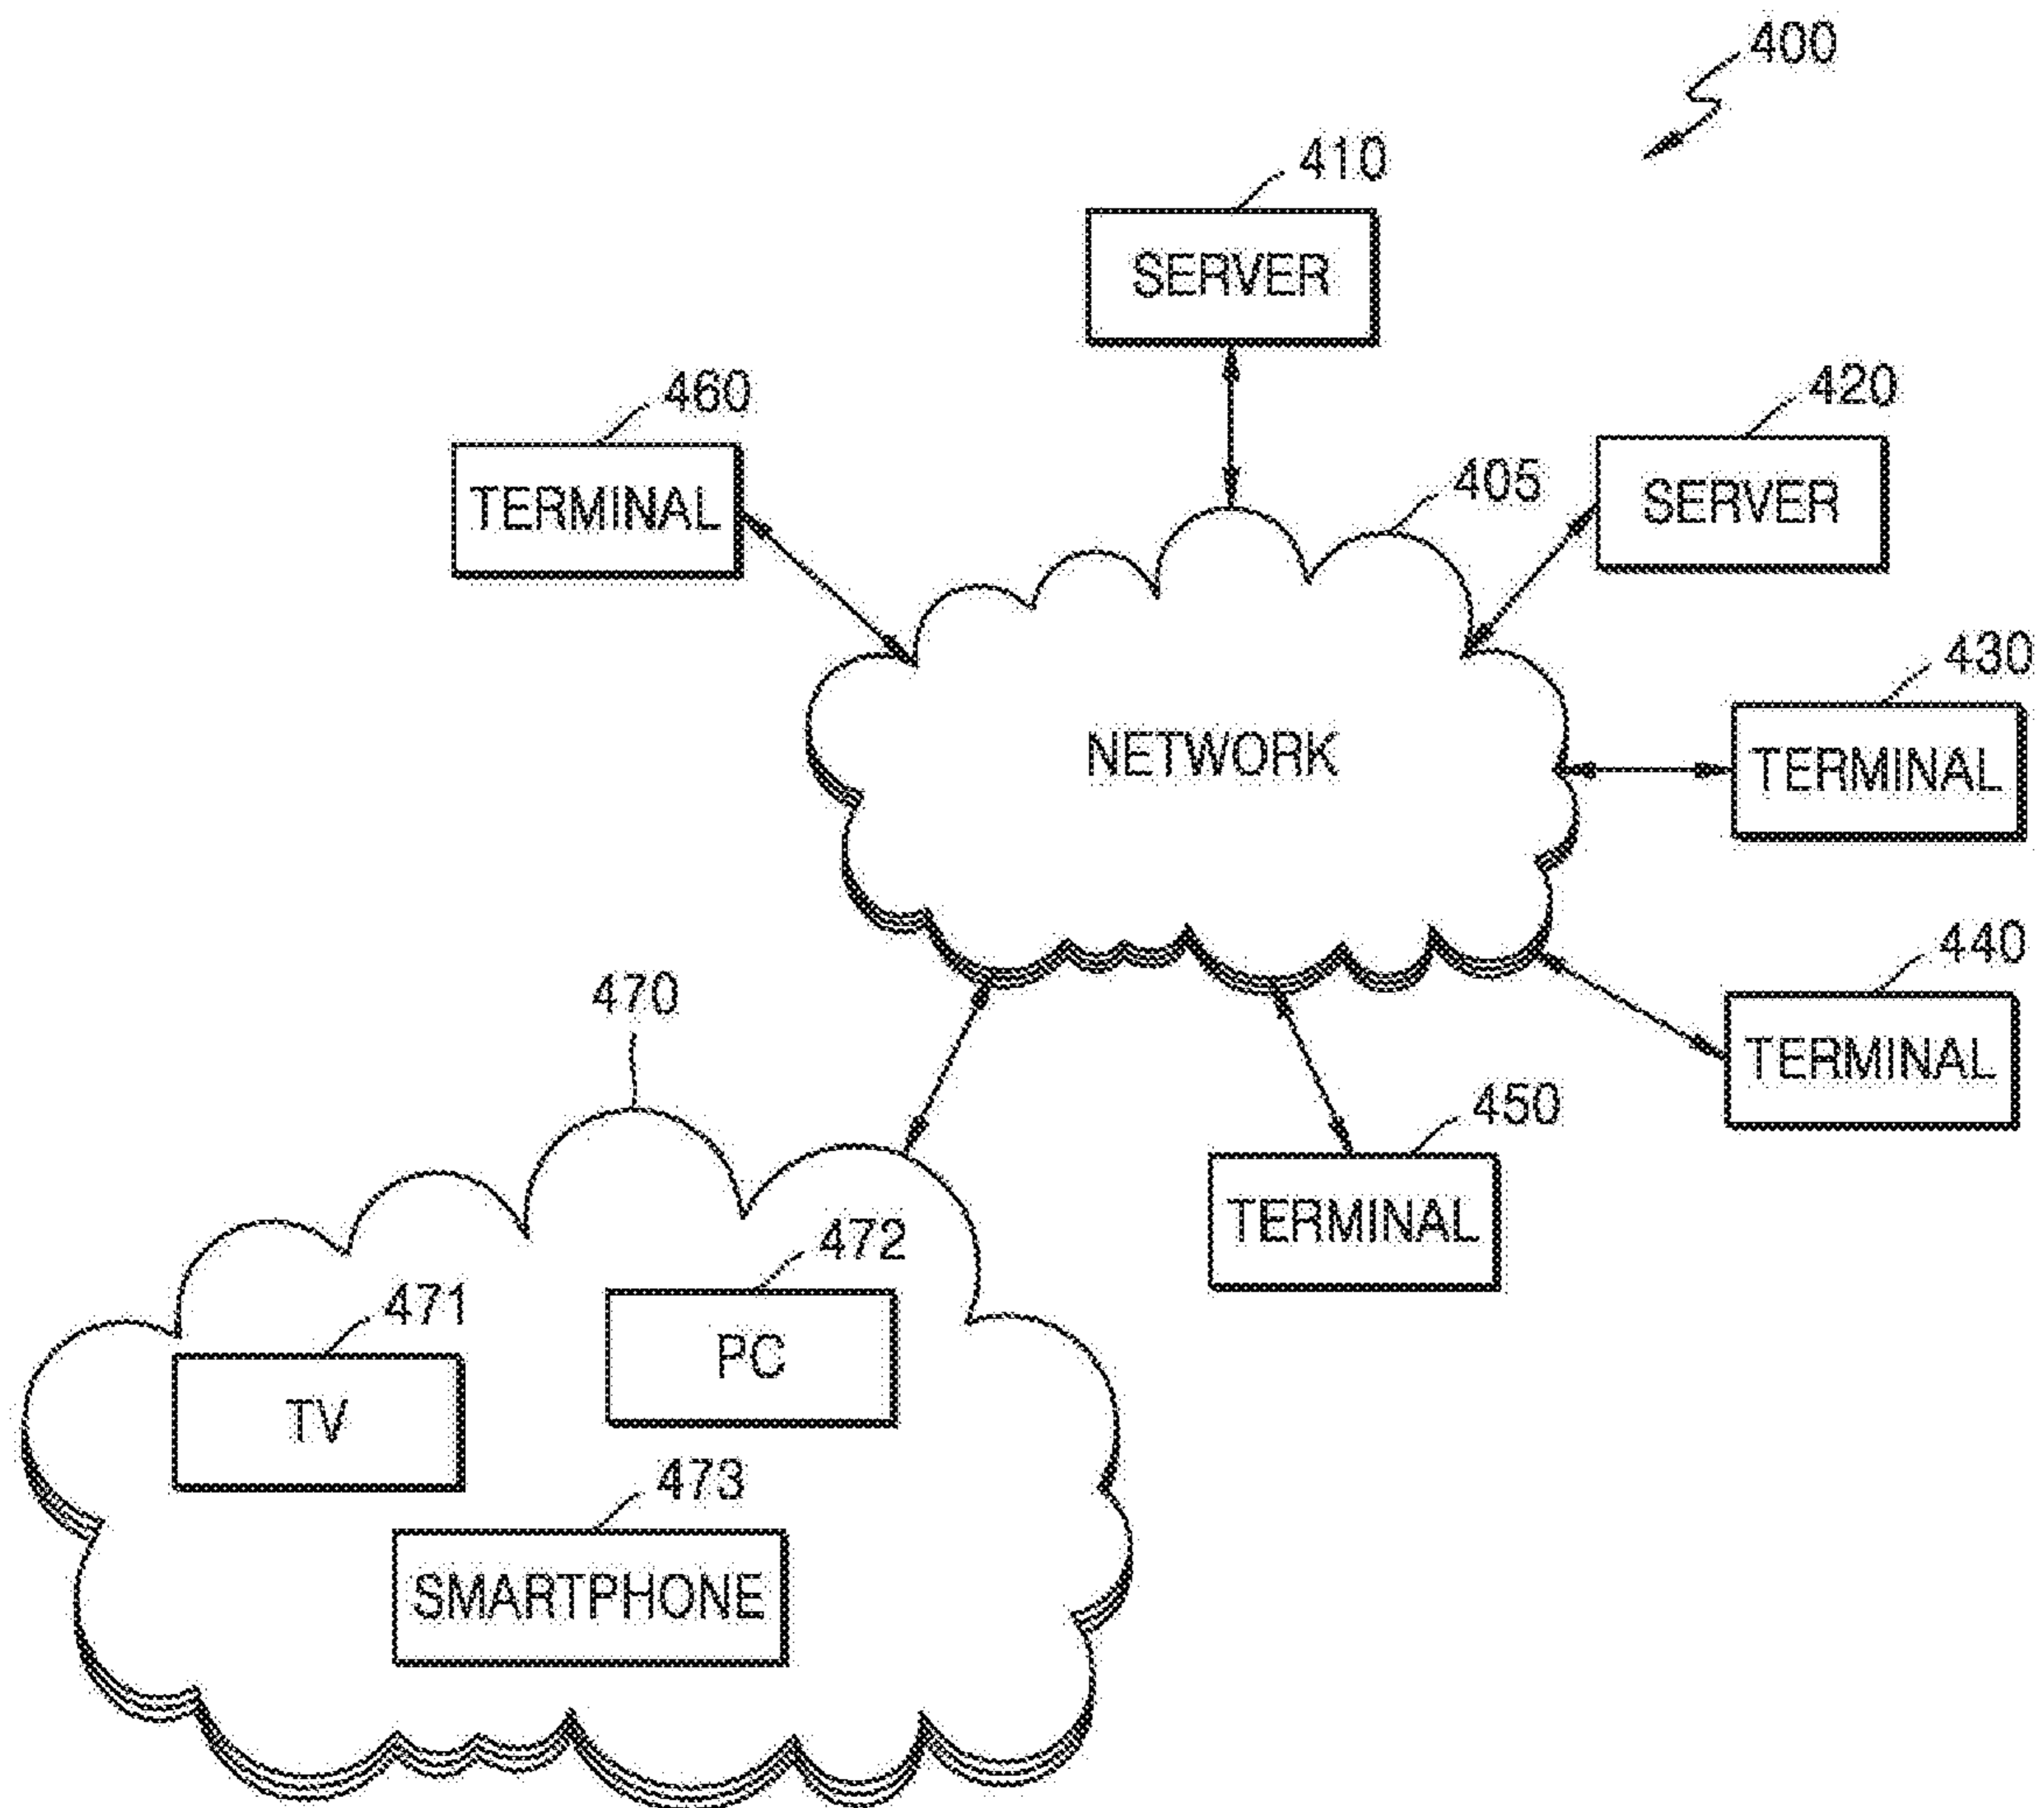 400
410
SERVER
460
TERMINAL
420
SERVER
405
NETWORK
430
TERMINAL
440
TERMINAL
450
TERMINAL
470
472
PC
471
TV
473
SMARTPHONE